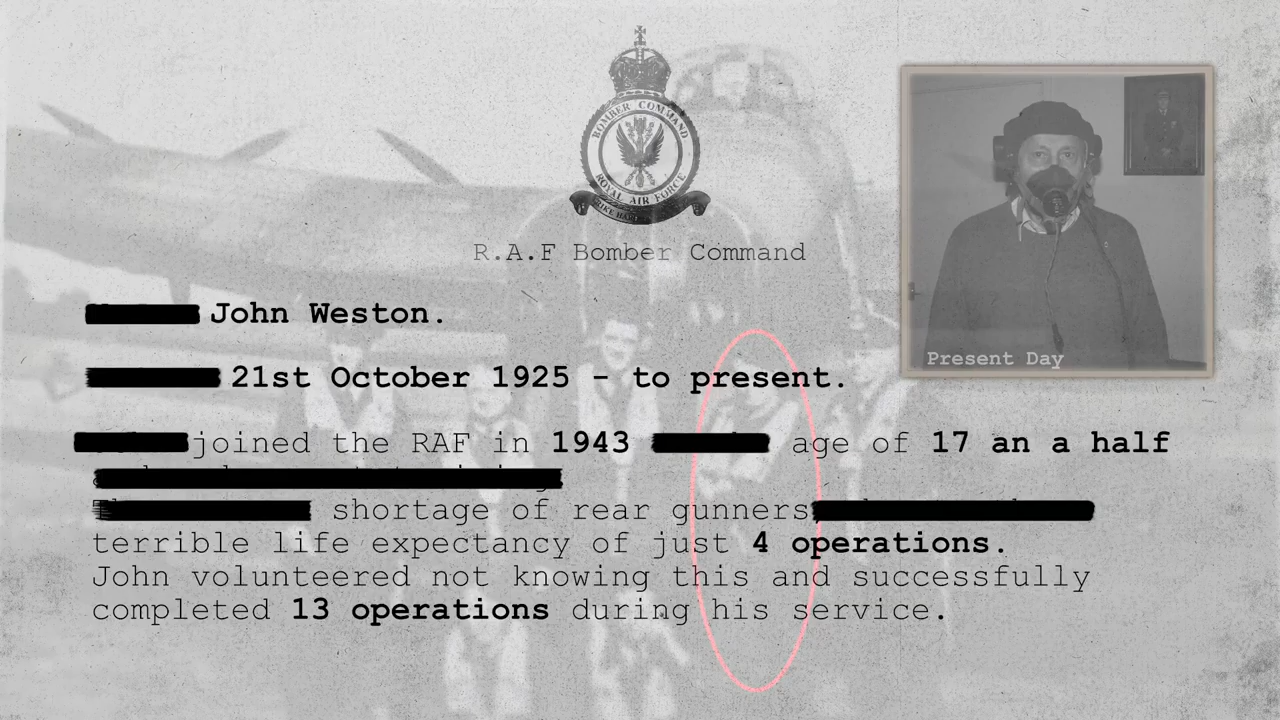 BOMBER COMMAND
ROYAL AIR FORCE
R.A.F Bomber Command
John Weston.
21st October 1925 - to present.
joined the RAF in 1943 age of 17 an a half
shortage of rear gunners
terrible life expectancy of just 4 operations.
John volunteered not knowing this and successfully
completed 13 operations during his service.
Present Day